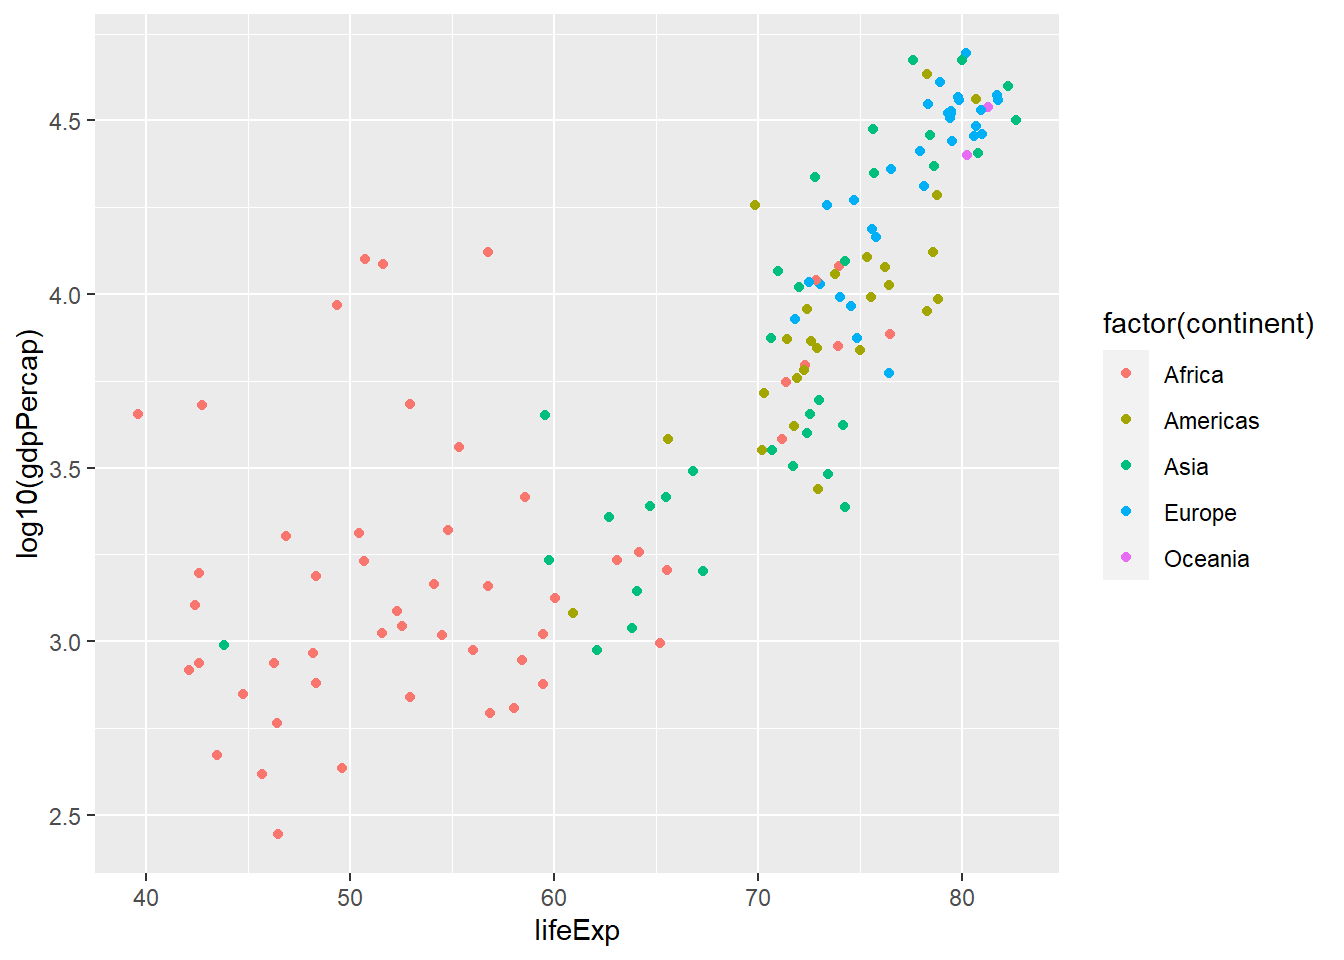 log10(gdpPercap)
4.5
4.0
3.5
3.0
2.5
40 50 60 70 80
lifeExp
factor(continent)
Africa
Americas
Asia
Europe
Oceania